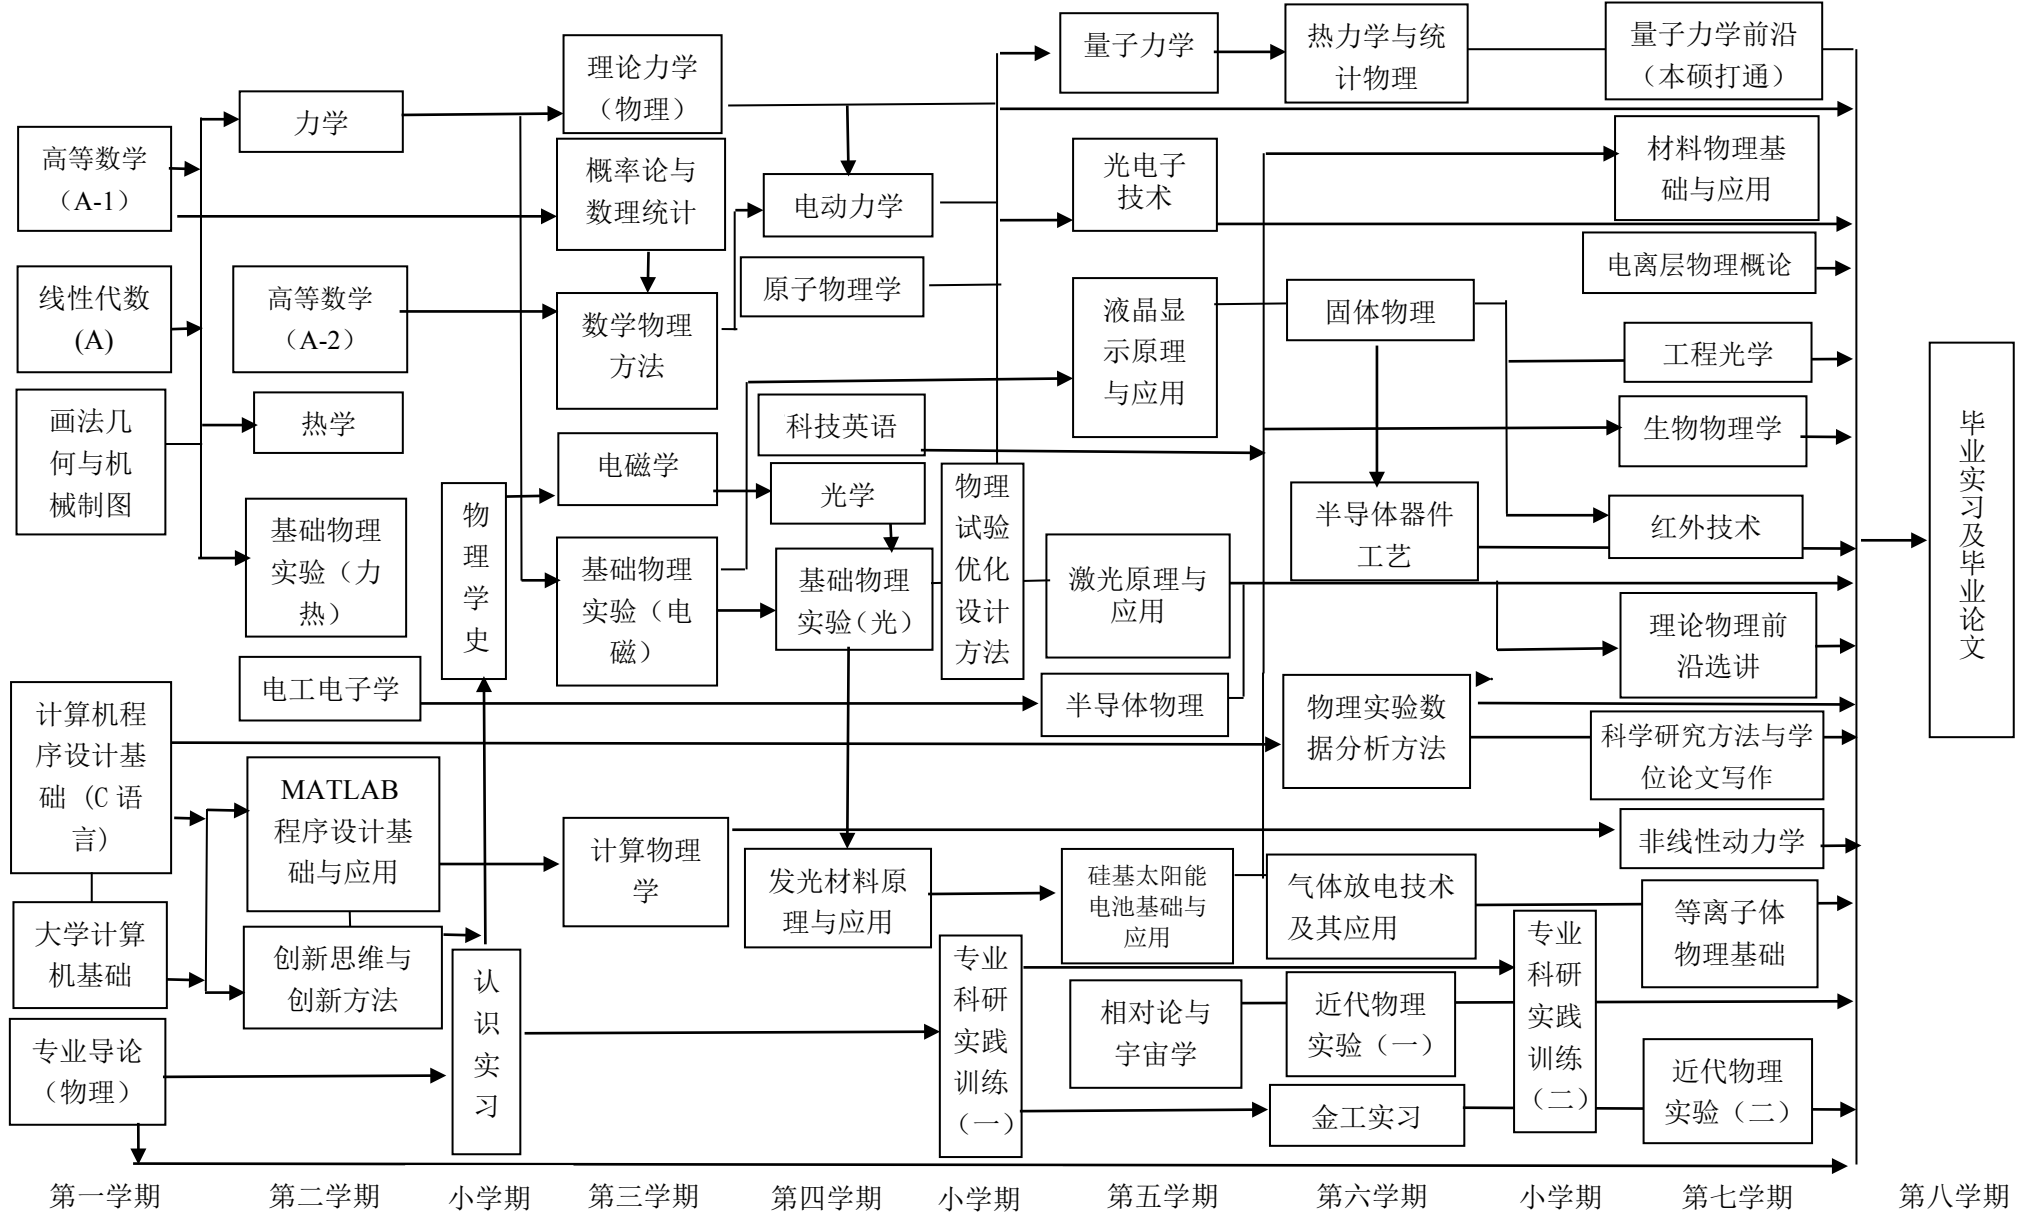 高等数学
（A-1）
线性代数
(A)
画法几
何与机
械制图
计算机程
序设计基
础（C 语
言）
大学计算
机基础
专业导论
（物理）
第一学期
力学
高等数学
（A-2）
热学
基础物理
实验（力
热）
电工电子学
MATLAB
程序设计基
础与应用
创新思维与
创新方法
第二学期
物
理
学
史
认
识
实
习
小学期
理论力学
（物理）
概率论与
数理统计
数学物理
方法
电磁学
基础物理
实验（电
磁）
计算物理
学
第三学期
电动力学
原子物理学
科技英语
光学
基础物理
实验（光）
发光材料原
理与应用
第四学期
物理
试验
优化
设计
方法
专业
科研
实践
训练
（一）
小学期
量子力学
光电子
技术
液晶显
示原理
与应用
激光原理与
应用
半导体物理
硅基太阳能
电池基础与
应用
相对论与
宇宙学
第五学期
热力学与统
计物理
固体物理
半导体器件
工艺
物理实验数
据分析方法
气体放电技术
及其应用
近代物理
实验（一）
金工实习
第六学期
专业
科研
实践
训练
（二）
小学期
量子力学前沿
（本硕打通）
材料物理基
础与应用
电离层物理概论
工程光学
生物物理学
红外技术
理论物理前
沿选讲
科学研究方法与学
位论文写作
非线性动力学
等离子体
物理基础
近代物理
实验（二）
第七学期
毕业实习及毕业论文
第八学期